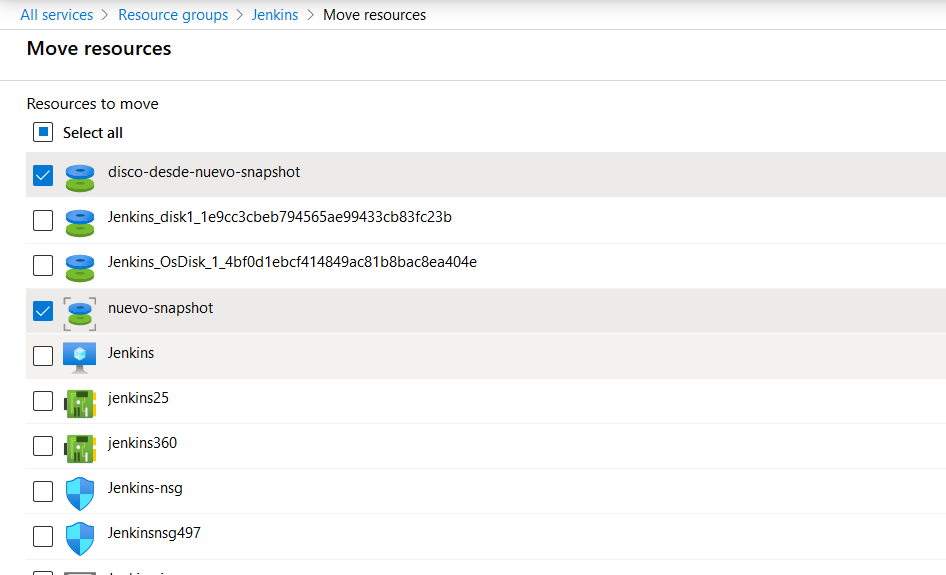 All services > Resource groups > Jenkins > Move resources
Move resources
Resources to move
Select all
disco-desde-nuevo-snapshot
Jenkins_disk1_1e9cc3cbeb794565ae99433cb83fc23b
Jenkins_OsDisk_1_4bf0d1ebcf414849ac81b8bac8ea404e
nuevo-snapshot
Jenkins
jenkins25
jenkins360
Jenkins-nsg
Jenkinsnsg497